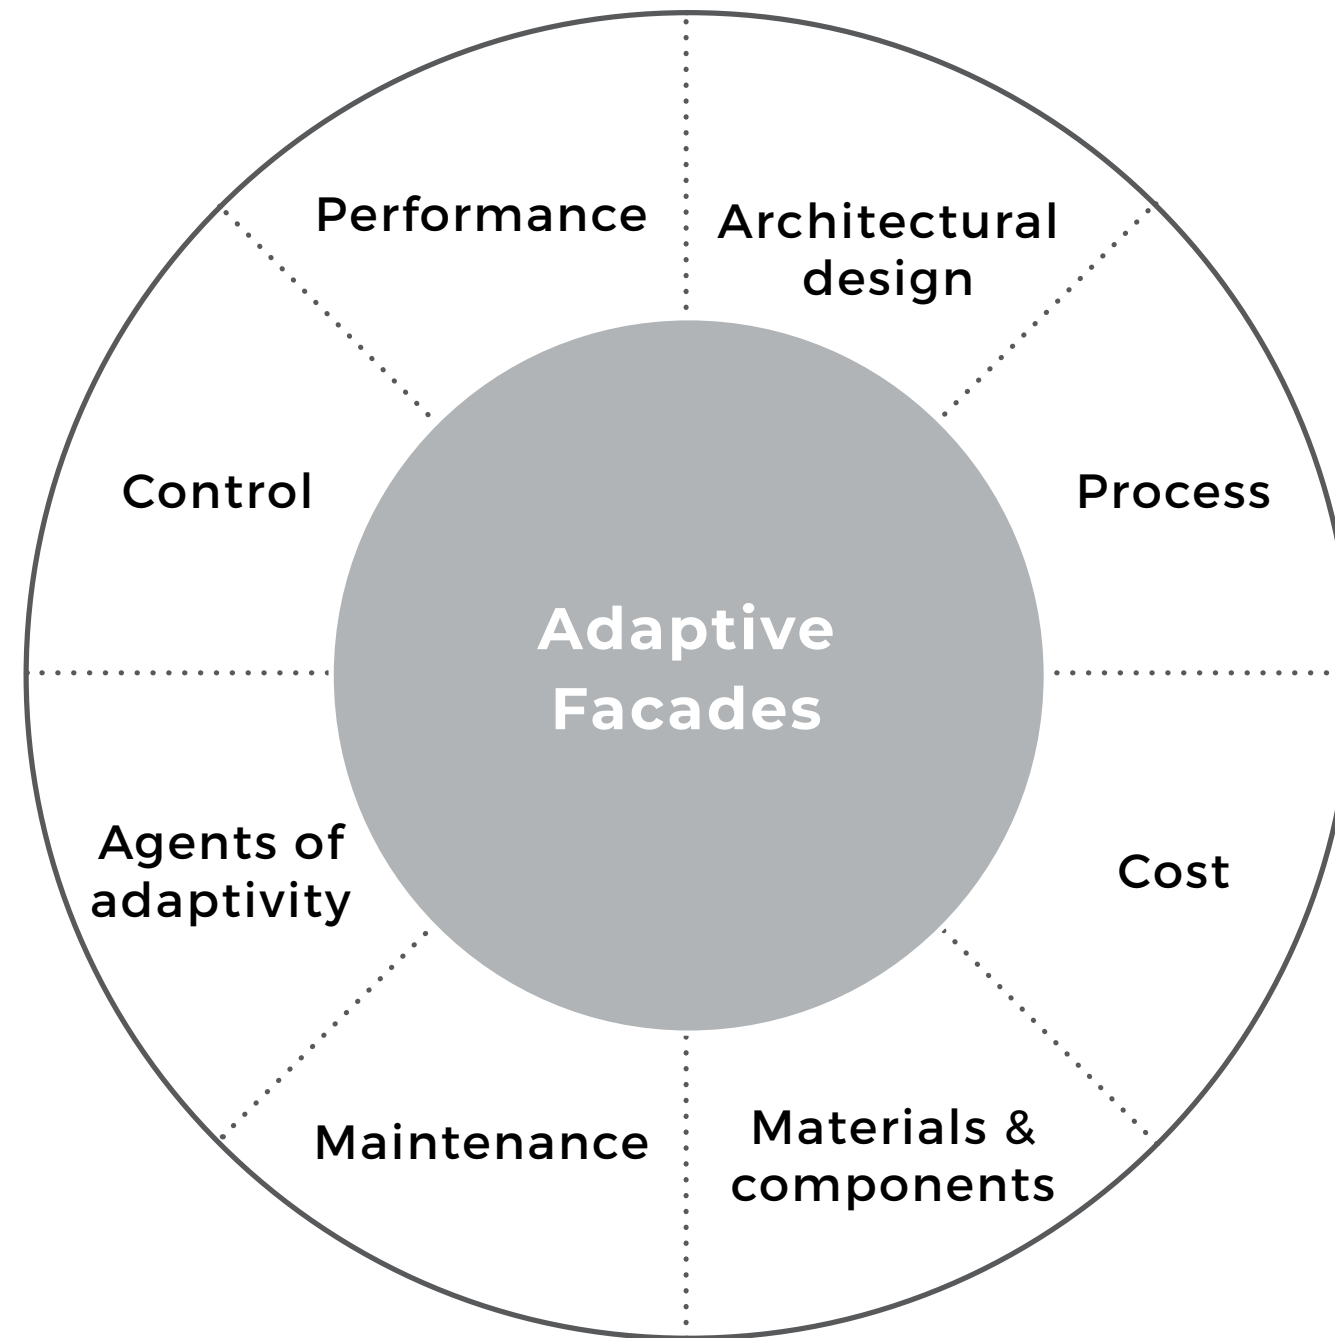 Performance
Architectural
design
Control
Process
Adaptive
Facades
Agents of
adaptivity
Cost
Maintenance
Materials &
components